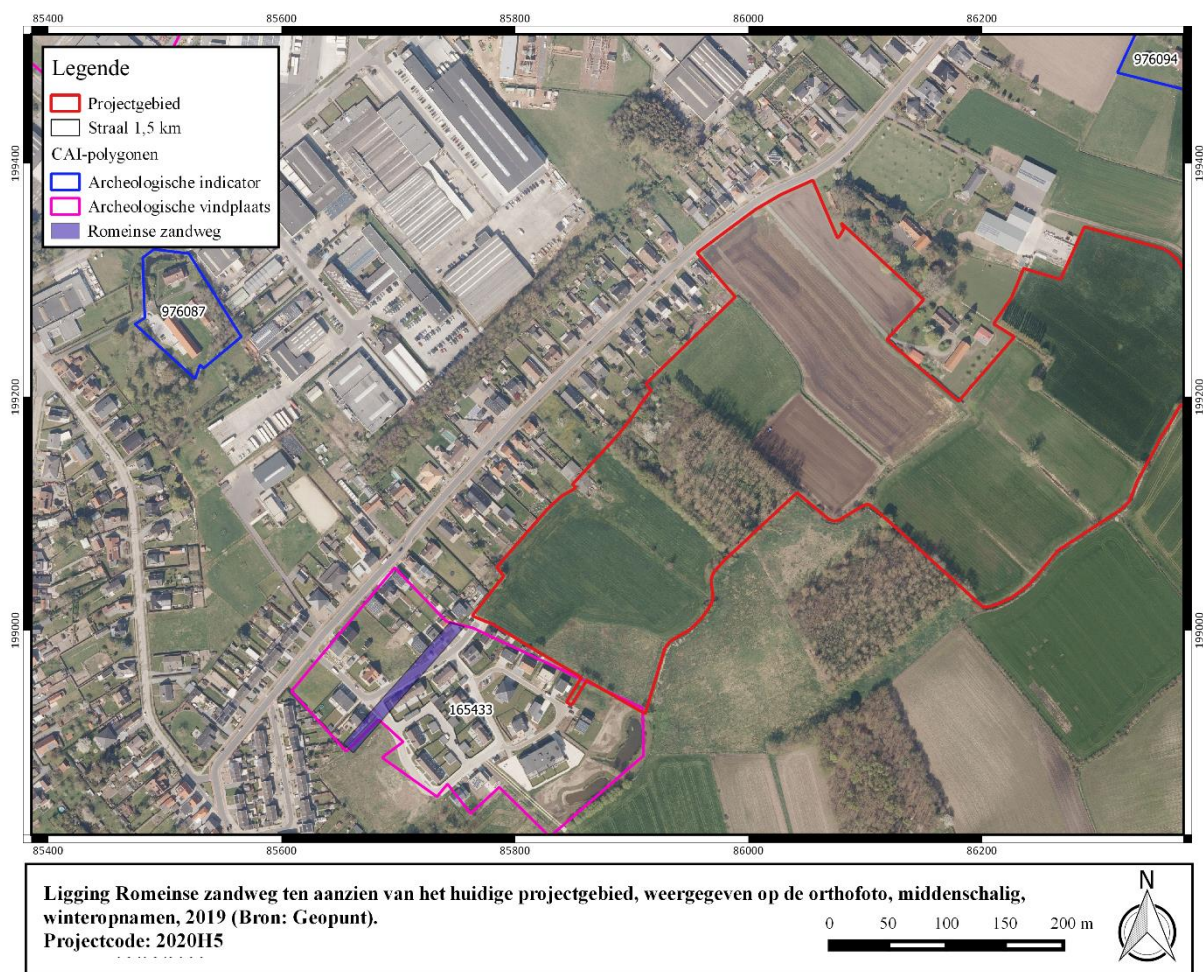 85400 85600 85800 86000 86200
Legende
Projectgebied
Straal 1,5 km
CAI-polygonen
Archeologische indicator
Archeologische vindplaats
Romeinse zandweg
976094
199400 199400
976087
199200 199200
199000 199000
165433
85400 85600 85800 86000 86200
Ligging Romeinse zandweg ten aanzien van het huidige projectgebied, weergegeven op de orthofoto, middenschalig,
winteropnamen, 2019 (Bron: Geopunt).
Projectcode: 2020H5
0 50 100 150 200 m
N